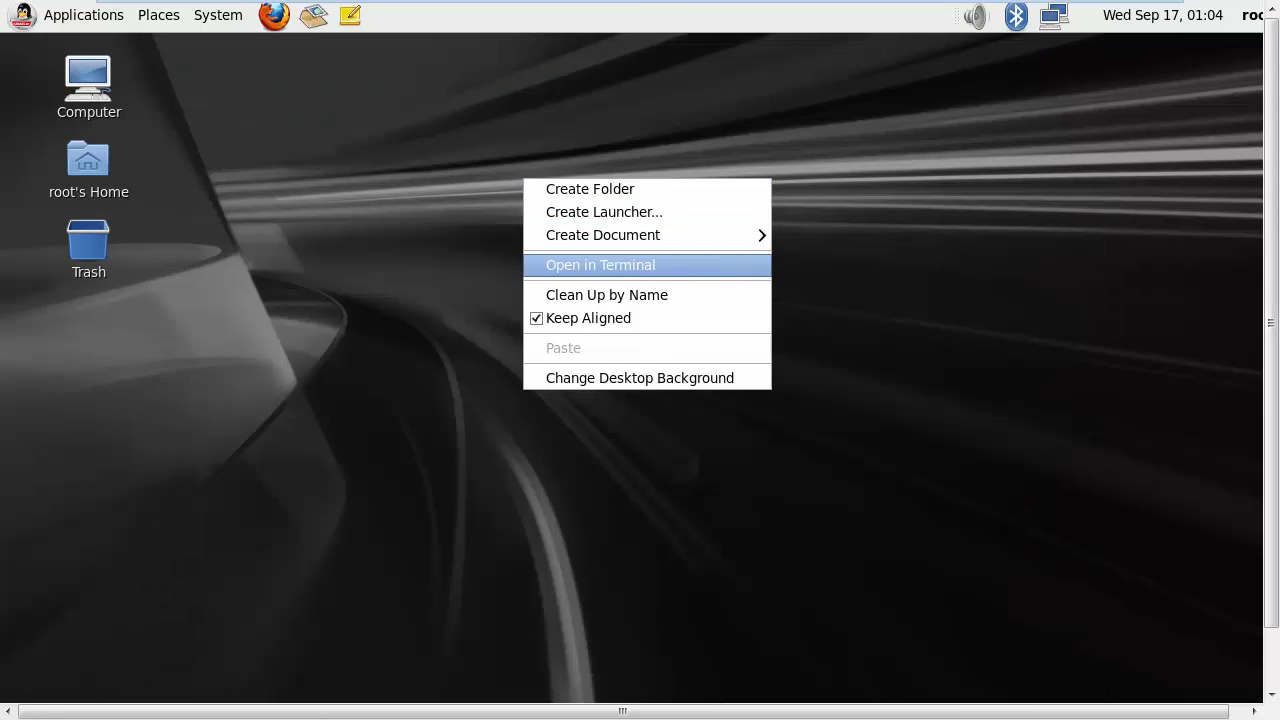 Applications Places System Wed Sep 17, 01:04 roo
Computer
root's Home
Trash
Create Folder
Create Launcher...
Create Document
Open in Terminal
Clean Up by Name
Keep Aligned
Paste
Change Desktop Background